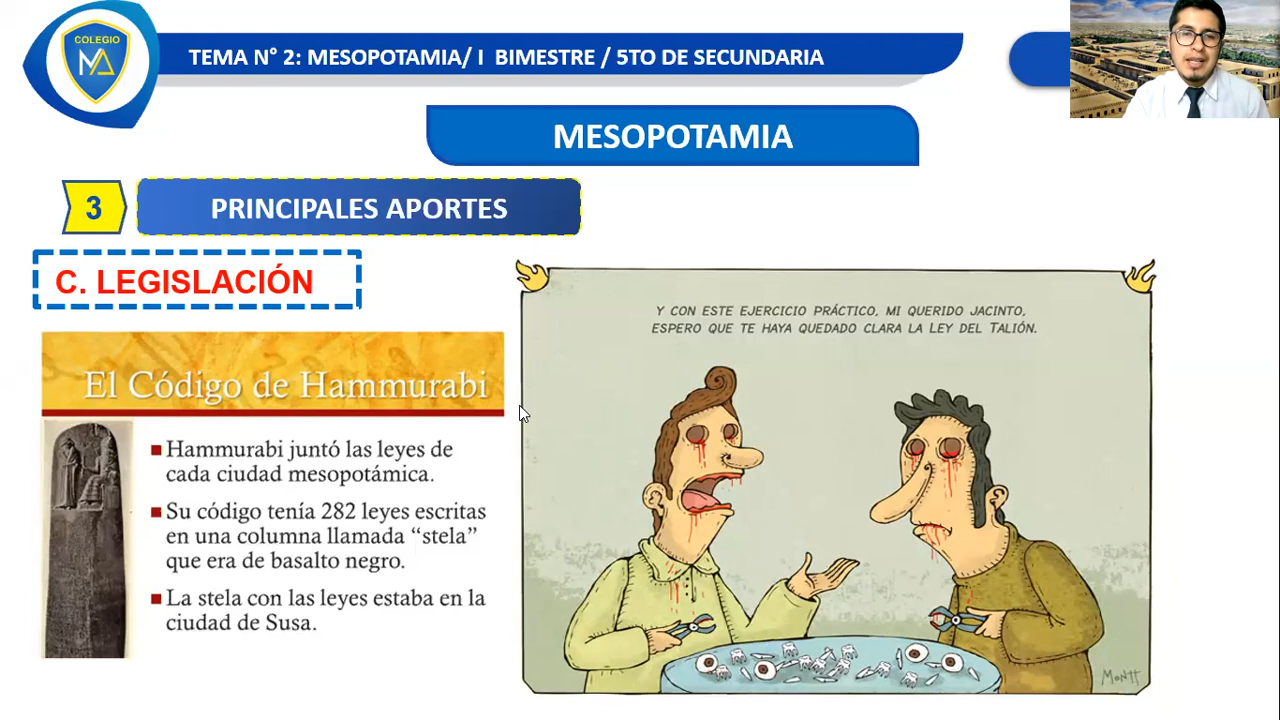 COLEGIO
MA
TEMA N° 2: MESOPOTAMIA/ I BIMESTRE / 5TO DE SECUNDARIA
MESOPOTAMIA
3
PRINCIPALES APORTES
C. LEGISLACIÓN
El Código de Hammurabi
Hammurabi juntó las leyes de
cada ciudad mesopotámica.
Su código tenía 282 leyes escritas
en una columna llamada “stela”
que era de basalto negro.
La stela con las leyes estaba en la
ciudad de Susa.
Y CON ESTE EJERCICIO PRÁCTICO, MI QUERIDO JACINTO,
ESPERO QUE TE HAYA QUEDADO CLARA LA LEY DEL TALIÓN.
MONTT